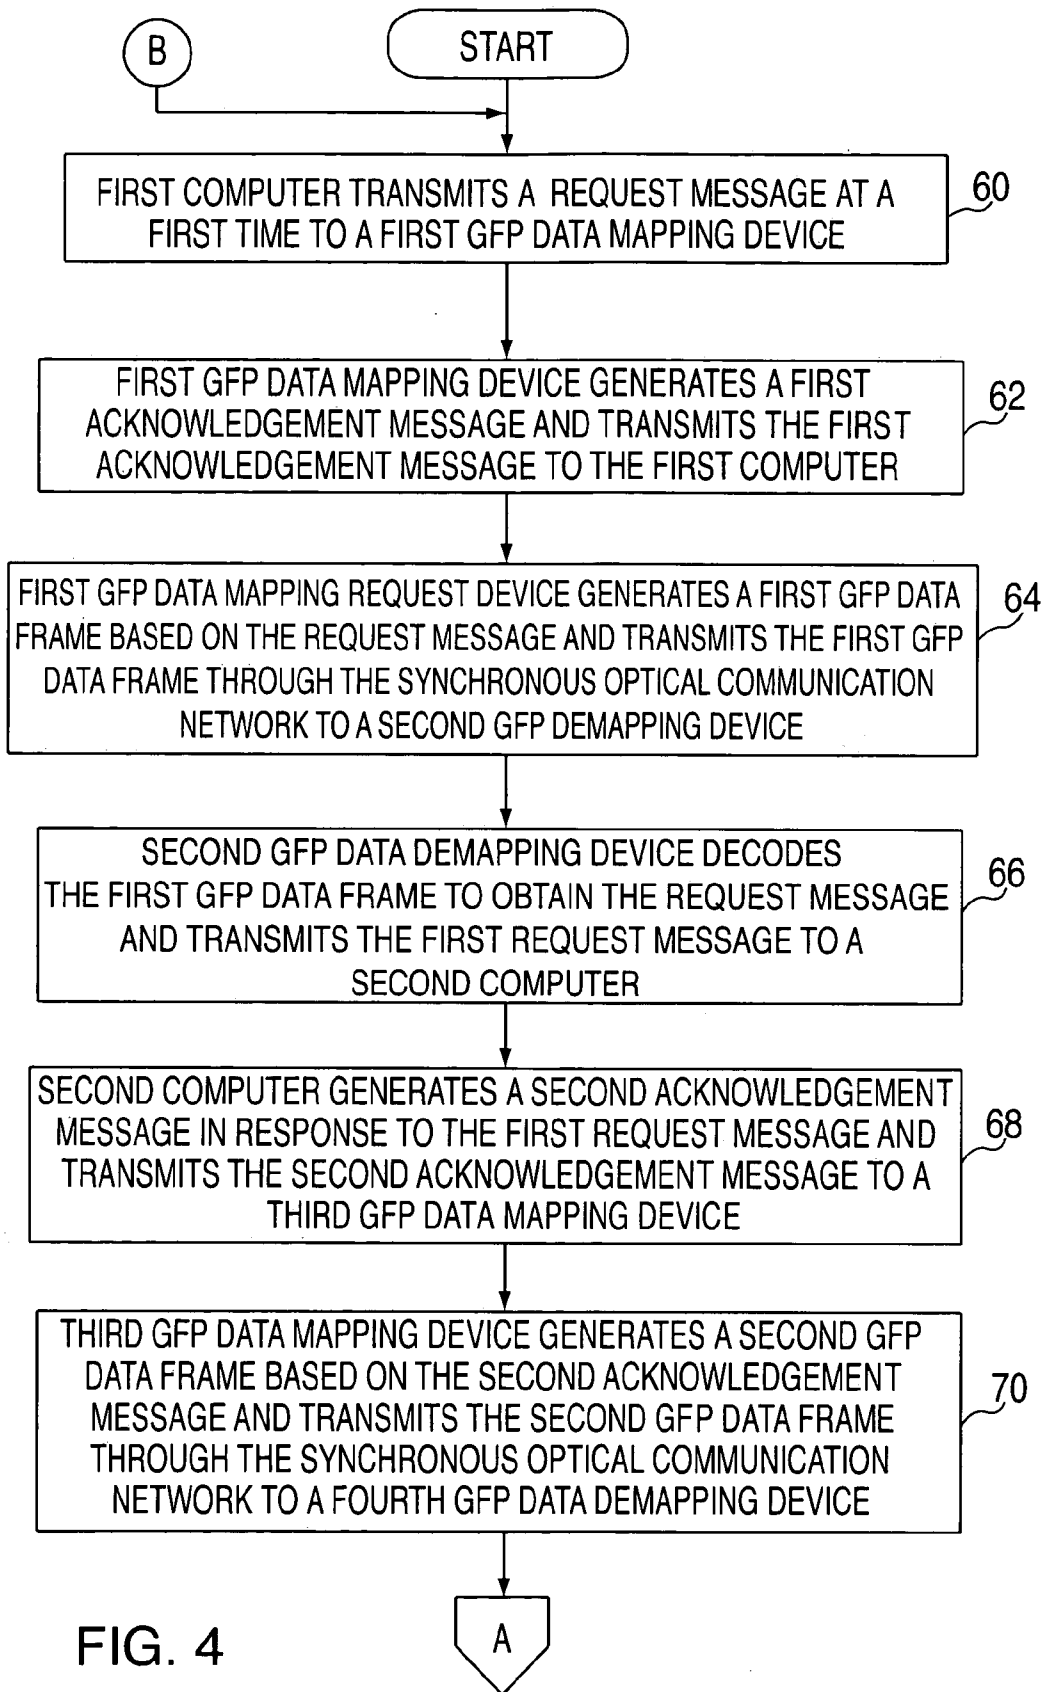 B
START
FIRST COMPUTER TRANSMITS A REQUEST MESSAGE AT A
FIRST TIME TO A FIRST GFP DATA MAPPING DEVICE
60
FIRST GFP DATA MAPPING DEVICE GENERATES A FIRST
ACKNOWLEDGEMENT MESSAGE AND TRANSMITS THE FIRST
ACKNOWLEDGEMENT MESSAGE TO THE FIRST COMPUTER
62
FIRST GFP DATA MAPPING REQUEST DEVICE GENERATES A FIRST GFP DATA
FRAME BASED ON THE REQUEST MESSAGE AND TRANSMITS THE FIRST GFP
DATA FRAME THROUGH THE SYNCHRONOUS OPTICAL COMMUNICATION
NETWORK TO A SECOND GFP DEMAPPING DEVICE
64
SECOND GFP DATA DEMAPPING DEVICE DECODES
THE FIRST GFP DATA FRAME TO OBTAIN THE REQUEST MESSAGE
AND TRANSMITS THE FIRST REQUEST MESSAGE TO A
SECOND COMPUTER
66
SECOND COMPUTER GENERATES A SECOND ACKNOWLEDGEMENT
MESSAGE IN RESPONSE TO THE FIRST REQUEST MESSAGE AND
TRANSMITS THE SECOND ACKNOWLEDGEMENT MESSAGE TO A
THIRD GFP DATA MAPPING DEVICE
68
THIRD GFP DATA MAPPING DEVICE GENERATES A SECOND GFP
DATA FRAME BASED ON THE SECOND ACKNOWLEDGEMENT
MESSAGE AND TRANSMITS THE SECOND GFP DATA FRAME
THROUGH THE SYNCHRONOUS OPTICAL COMMUNICATION
NETWORK TO A FOURTH GFP DATA DEMAPPING DEVICE
70
A
FIG. 4